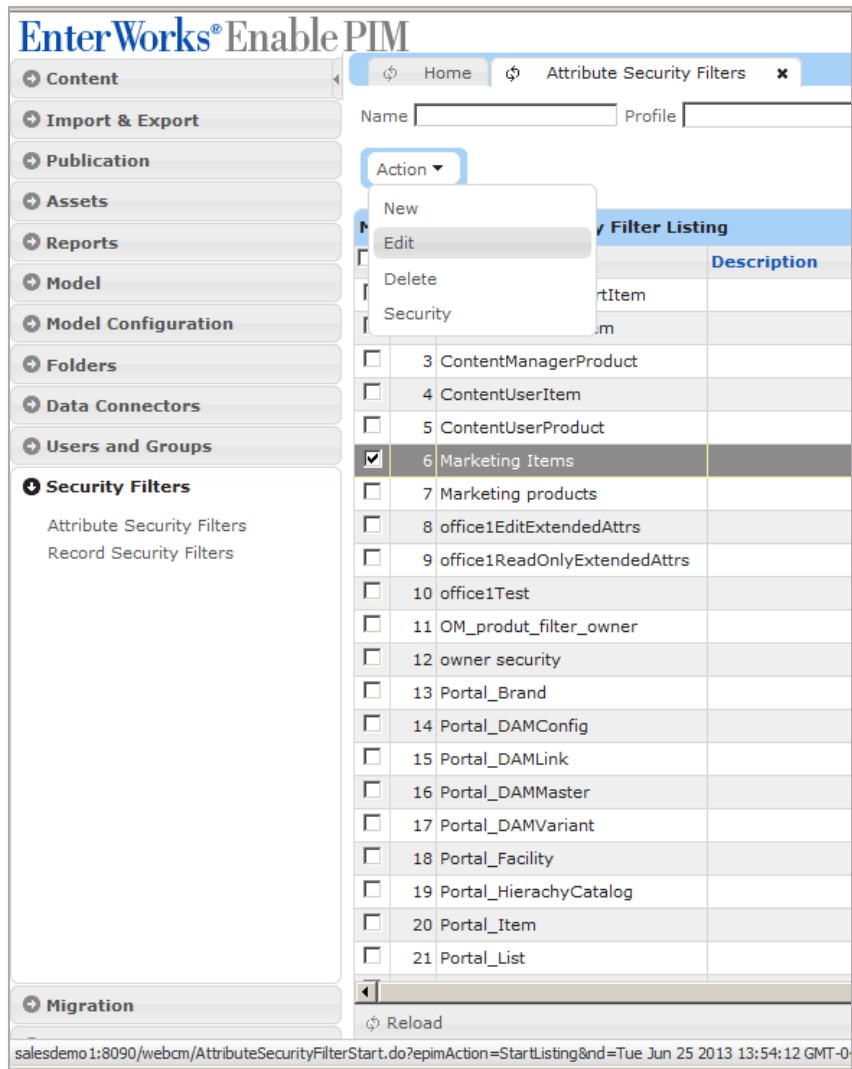 EnterWorks® Enable PIM
Content
Import & Export
Publication
Assets
Reports
Model
Model Configuration
Folders
Data Connectors
Users and Groups
Security Filters
Attribute Security Filters
Record Security Filters
Migration
Home
Attribute Security Filters
Name
Profile
Action
New
Edit
Delete
Security
y Filter Listing
Description
rtItem
em
3 ContentManagerProduct
4 ContentUserItem
5 ContentUserProduct
6 Marketing Items
7 Marketing products
8 office1EditExtendedAttrs
9 office1ReadOnlyExtendedAttrs
10 office1Test
11 OM_produt_filter_owner
12 owner security
13 Portal_Brand
14 Portal_DAMConfig
15 Portal_DAMLink
16 Portal_DAMMaster
17 Portal_DAMVariant
18 Portal_Facility
19 Portal_HierachyCatalog
20 Portal_Item
21 Portal_List
Reload
salesdemo1:8090/webcm/AttributeSecurityFilterStart.do?epimAction=StartListing&nd=Tue Jun 25 2013 13:54:12 GMT-0